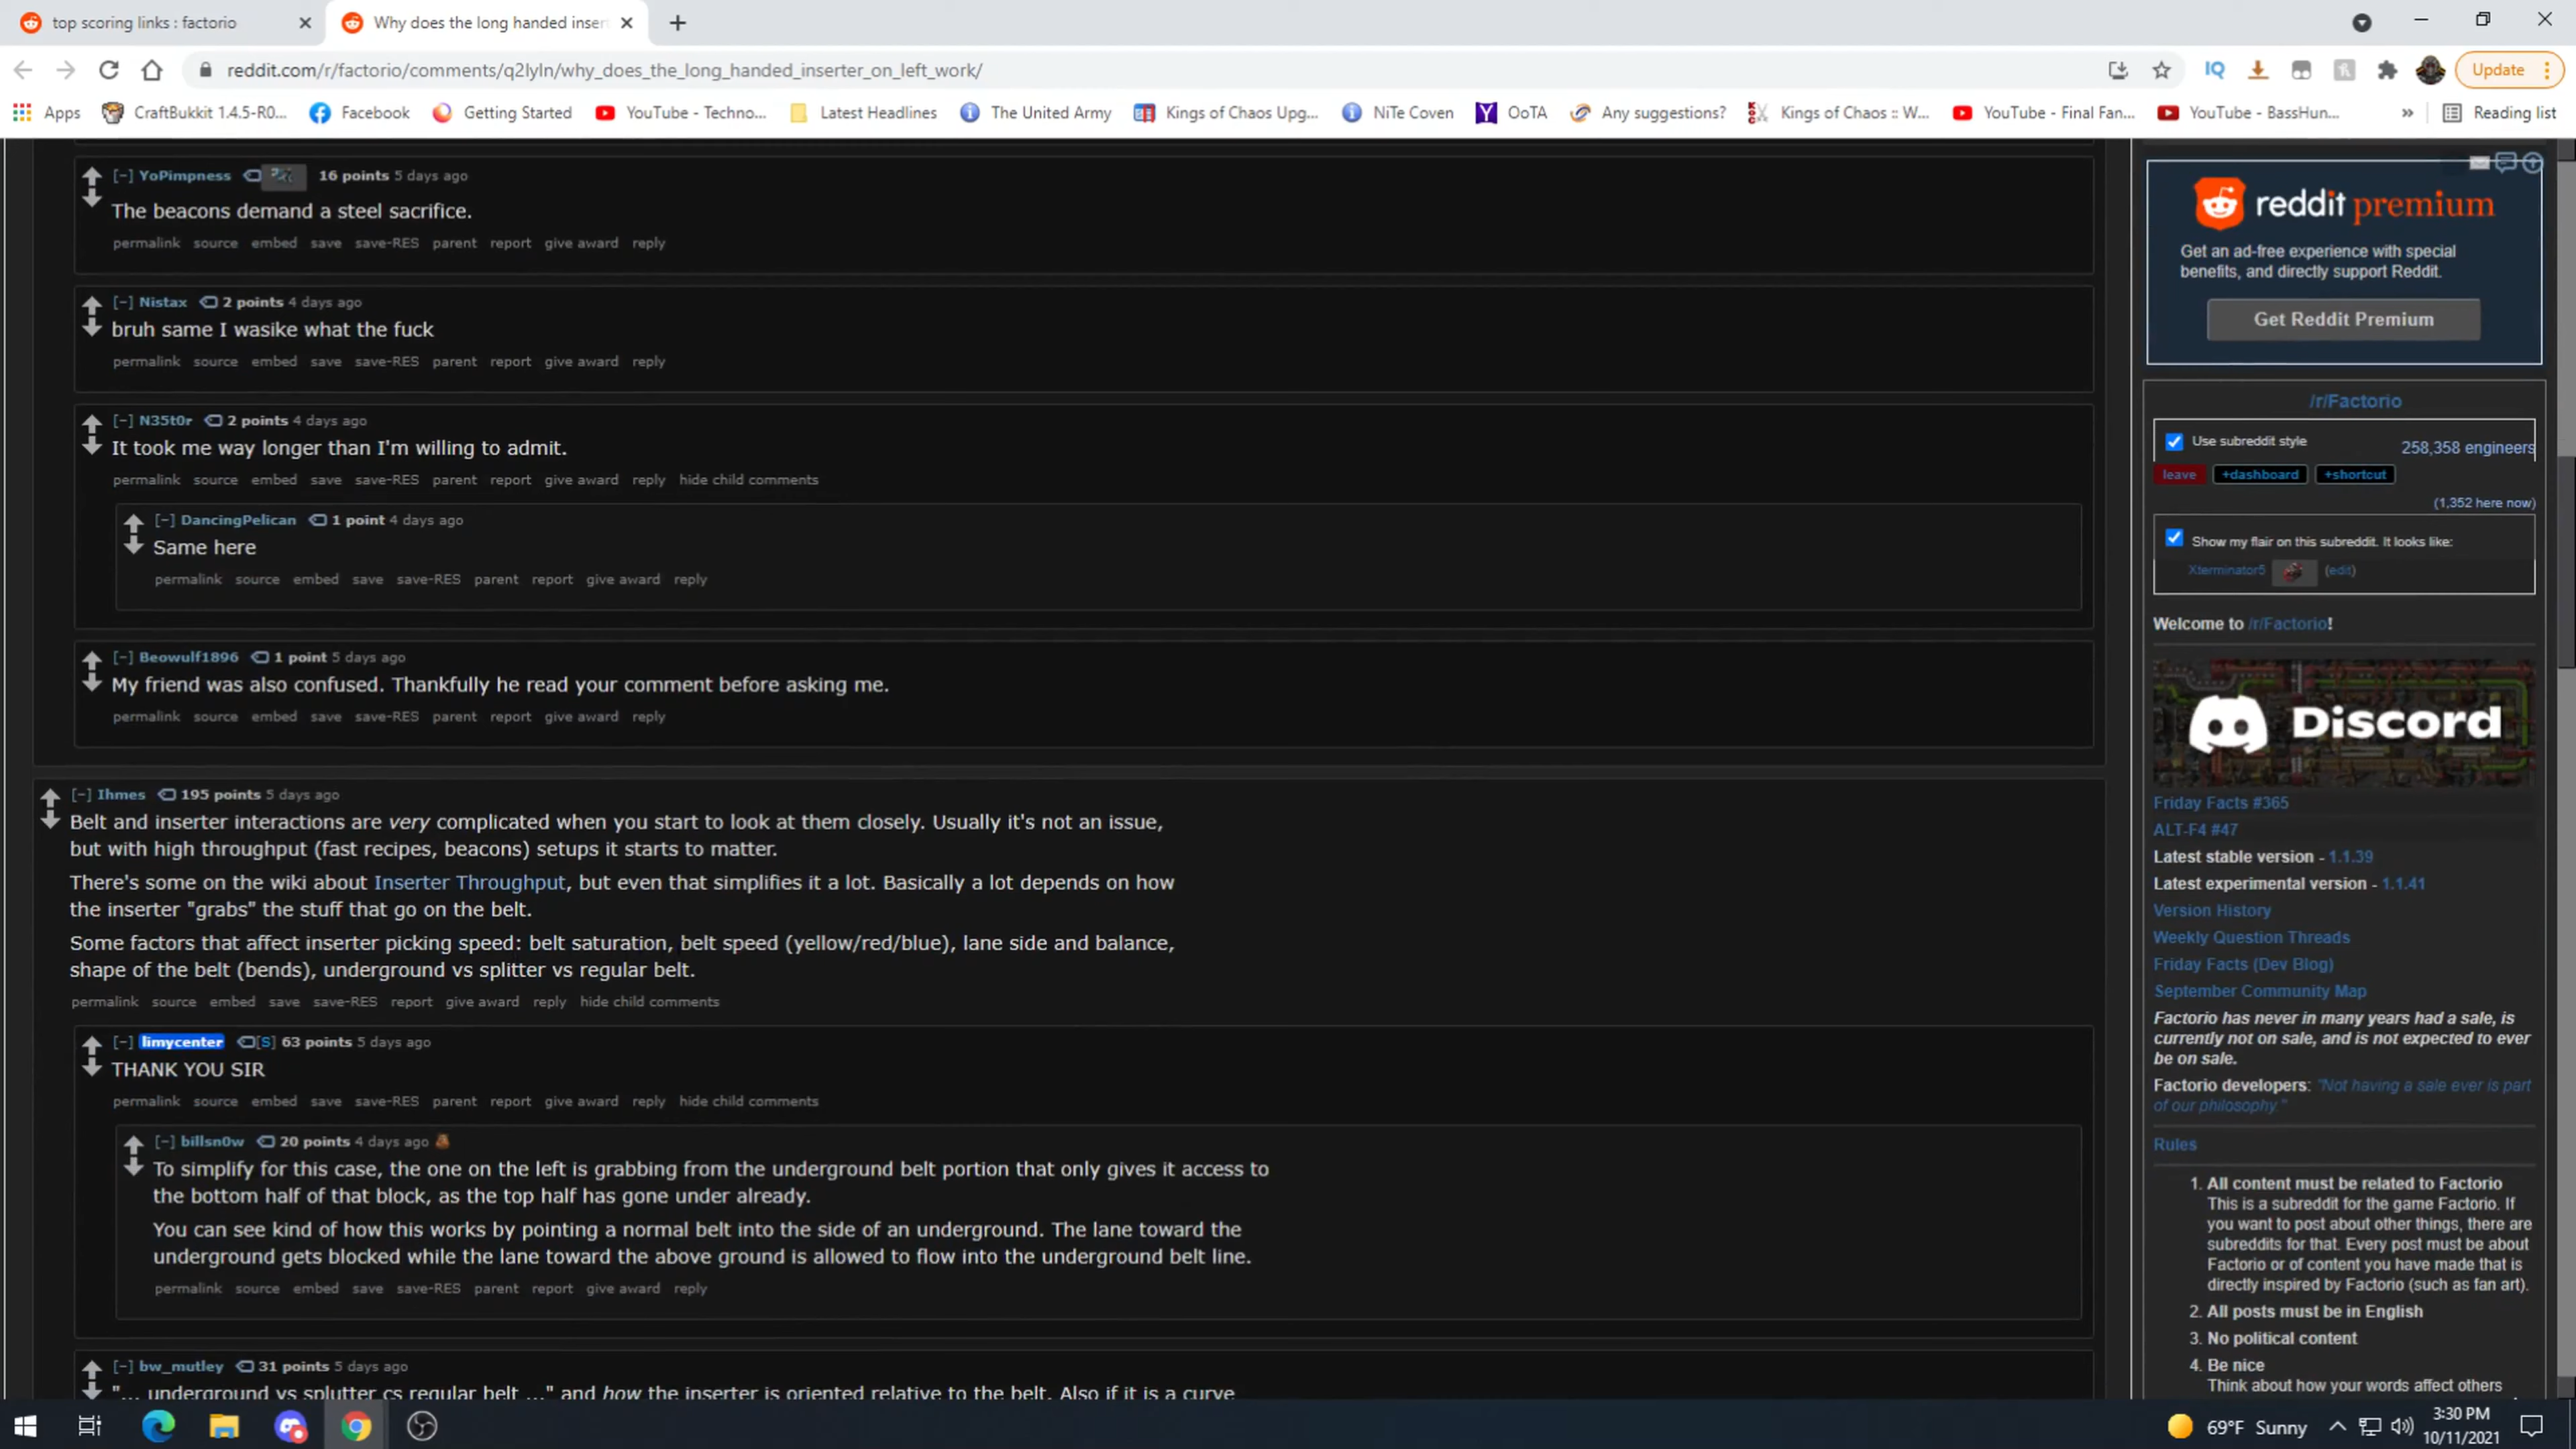 top scoring links : factorio
Why does the long handed inser
reddit.com/r/factorio/comments/q2lyln/why_does_the_long_handed_inserter_on_left_work/
Update
Apps CraftBukkit 1.4.5-R0... Facebook Getting Started YouTube - Techno... Latest Headlines The United Army Kings of Chaos Upg... NiTe Coven OoTA Any suggestions? Kings of Chaos :: W... YouTube - Final Fan... YouTube - BassHun... » Reading list
[-] YoPimpness 16 points 5 days ago
The beacons demand a steel sacrifice.
permalink source embed save save-RES parent report give award reply
[-] Nistax 2 points 4 days ago
bruh same I wasike what the fuck
permalink source embed save save-RES parent report give award reply
[-] N35t0r 2 points 4 days ago
It took me way longer than I'm willing to admit.
permalink source embed save save-RES parent report give award reply hide child comments
[-] DancingPelican 1 point 4 days ago
Same here
permalink source embed save save-RES parent report give award reply
[-] Beowulf1896 1 point 5 days ago
My friend was also confused. Thankfully he read your comment before asking me.
permalink source embed save save-RES parent report give award reply
[-] Ihmes 195 points 5 days ago
Belt and inserter interactions are very complicated when you start to look at them closely. Usually it's not an issue,
but with high throughput (fast recipes, beacons) setups it starts to matter.
There's some on the wiki about Inserter Throughput, but even that simplifies it a lot. Basically a lot depends on how
the inserter "grabs" the stuff that go on the belt.
Some factors that affect inserter picking speed: belt saturation, belt speed (yellow/red/blue), lane side and balance,
shape of the belt (bends), underground vs splitter vs regular belt.
permalink source embed save save-RES report give award reply hide child comments
[-] limycenter [S] 63 points 5 days ago
THANK YOU SIR
permalink source embed save save-RES parent report give award reply hide child comments
[-] billsn0w 20 points 4 days ago
To simplify for this case, the one on the left is grabbing from the underground belt portion that only gives it access to
the bottom half of that block, as the top half has gone under already.
You can see kind of how this works by pointing a normal belt into the side of an underground. The lane toward the
underground gets blocked while the lane toward the above ground is allowed to flow into the underground belt line.
permalink source embed save save-RES parent report give award reply
[-] bw_mutley 31 points 5 days ago
"... underground vs splutter cs regular belt ..." and how the inserter is oriented relative to the belt. Also if it is a curve
reddit premium
Get an ad-free experience with special
benefits, and directly support Reddit.
Get Reddit Premium
/r/Factorio
Use subreddit style 258,358 engineers
leave +dashboard +shortcut
(1,352 here now)
Show my flair on this subreddit. It looks like:
Xterminator5 (edit)
Welcome to /r/Factorio!
Discord
Friday Facts #365
ALT-F4 #47
Latest stable version - 1.1.39
Latest experimental version - 1.1.41
Version History
Weekly Question Threads
Friday Facts (Dev Blog)
September Community Map
Factorio has never in many years had a sale, is
currently not on sale, and is not expected to ever
be on sale.
Factorio developers: "Not having a sale ever is part
of our philosophy."
Rules
1. All content must be related to Factorio
This is a subreddit for the game Factorio. If
you want to post about other things, there are
subreddits for that. Every post must be about
Factorio or of content you have made that is
directly inspired by Factorio (such as fan art).
2. All posts must be in English
3. No political content
4. Be nice
Think about how your words affect others
69°F Sunny
3:30 PM
10/11/2021